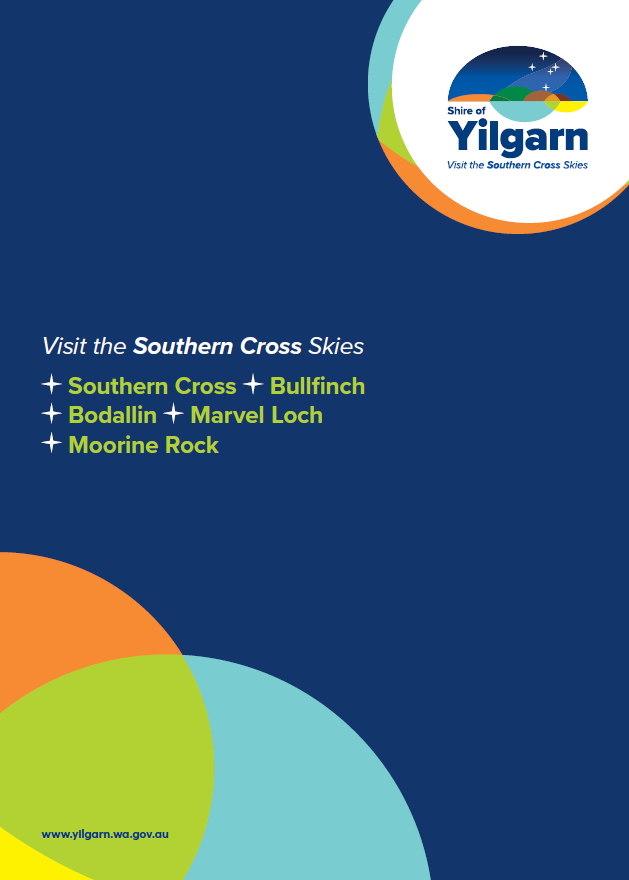 Shire of
Yilgarn
Visit the Southern Cross Skies
Visit the Southern Cross Skies
Southern Cross Bullfinch
Bodallin Marvel Loch
Moorine Rock
www.yilgarn.wa.gov.au